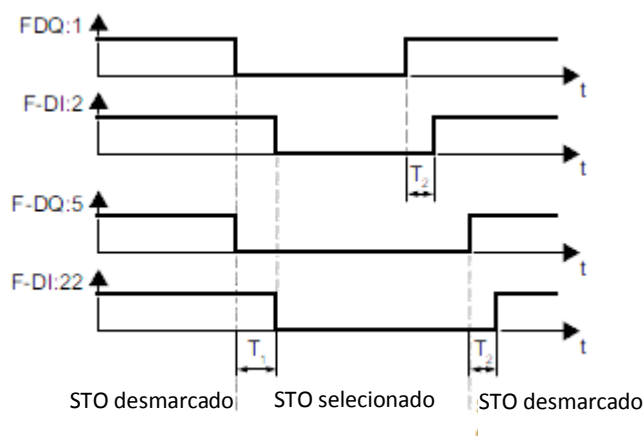 FDQ:1
t
F-DI:2
t
T2
F-DQ:5
t
F-DI:22
t
T1
T2
STO desmarcado
STO selecionado
STO desmarcado